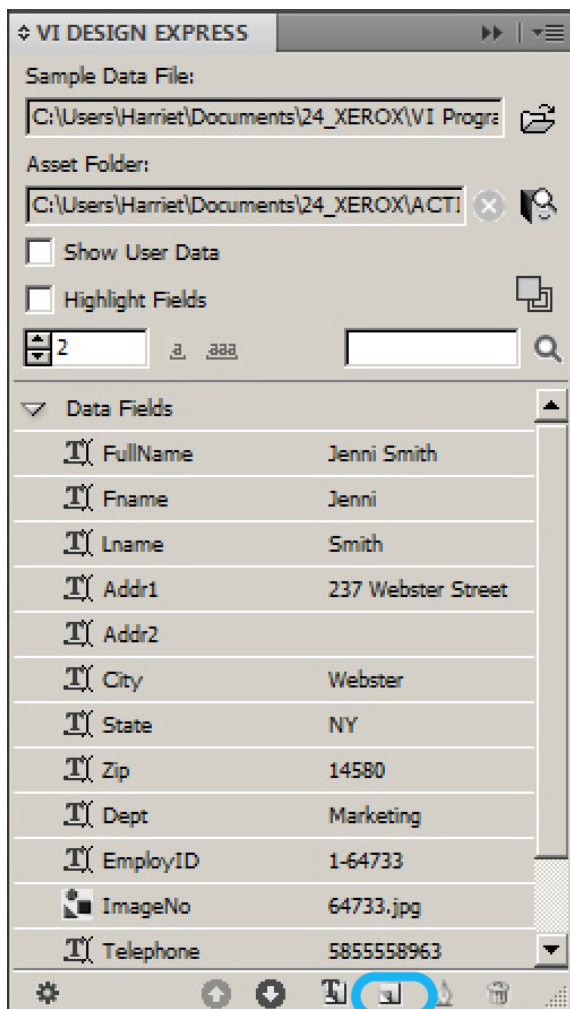 VI DESIGN EXPRESS
Sample Data File:
C:\Users\Harriet\Documents\24_XEROX\VI Progra
Asset Folder:
C:\Users\Harriet\Documents\24_XEROX\ACTI
Show User Data
Highlight Fields
2 a aaa
Data Fields
FullName Jenni Smith
Fname Jenni
Lname Smith
Addr1 237 Webster Street
Addr2
City Webster
State NY
Zip 14580
Dept Marketing
EmployID 1-64733
ImageNo 64733.jpg
Telephone 5855558963